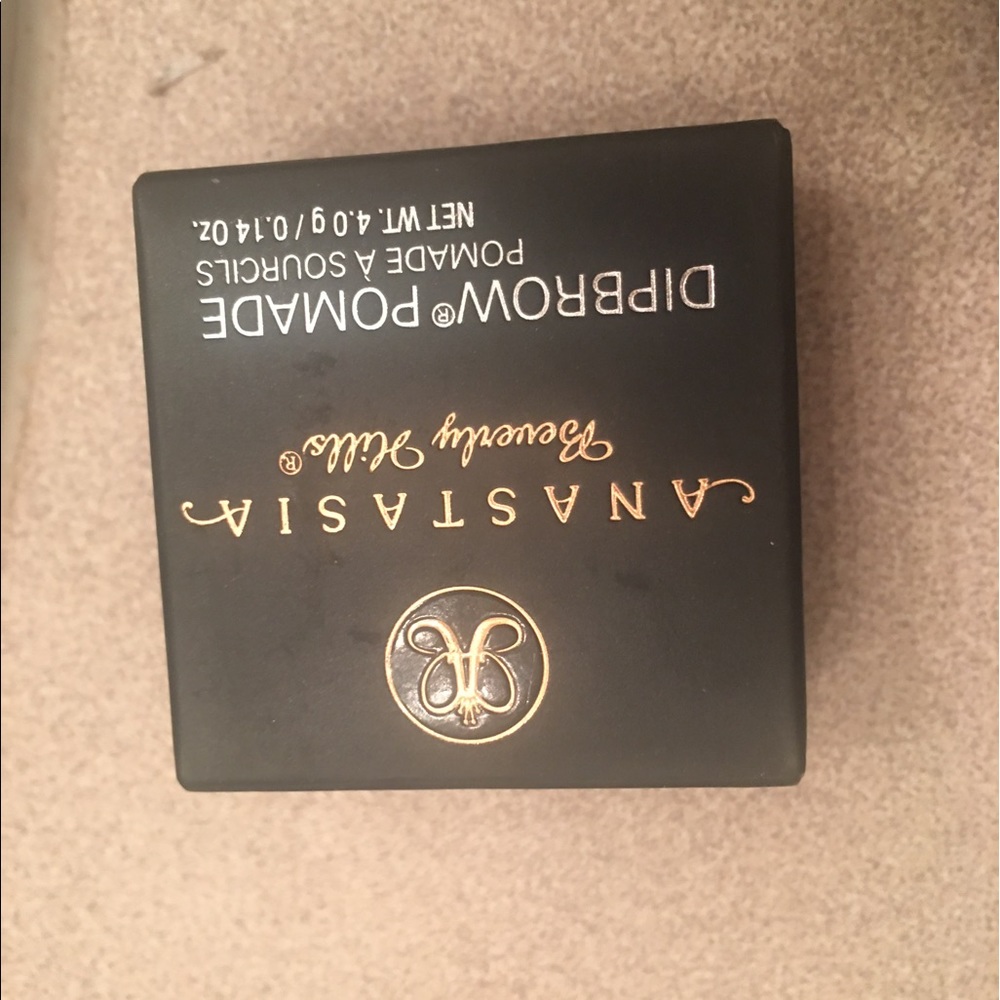 ANASTASIA
Beverly Hills®
DIPBROW® POMADE
POMADE À SOURCILS
NET WT. 4.0 g / 0.14 OZ.